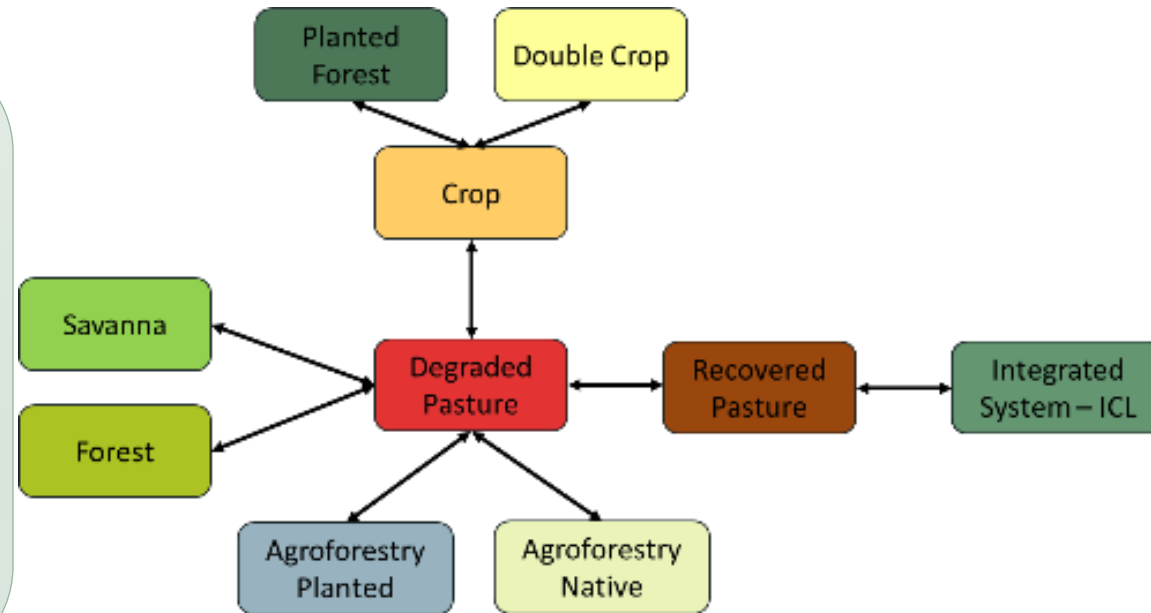 Planted
Forest
Double Crop
Crop
Savanna
Forest
Degraded
Pasture
Recovered
Pasture
Integrated
System – ICL
Agroforestry
Planted
Agroforestry
Native